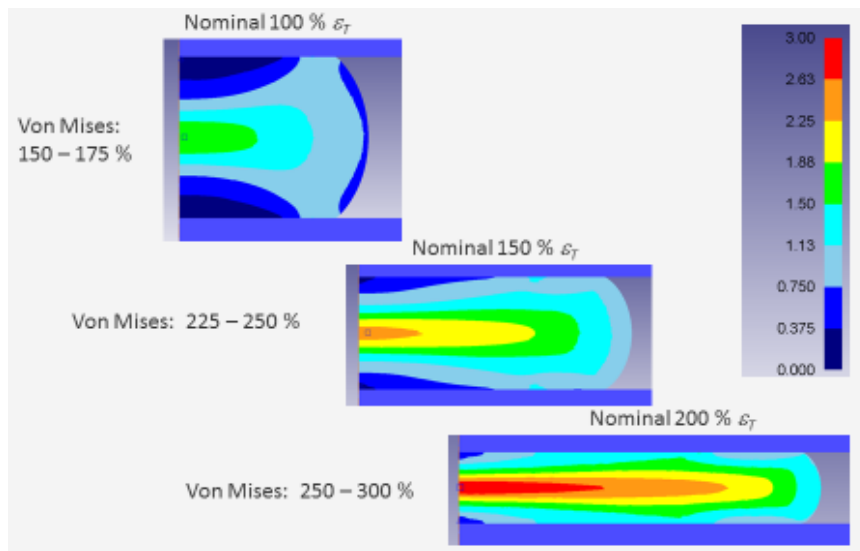 Nominal 100 % εT
Von Mises:
150 – 175 %
Nominal 150 % εT
Von Mises: 225 – 250 %
Nominal 200 % εT
Von Mises: 250 – 300 %
3.00
2.63
2.25
1.88
1.50
1.13
0.750
0.375
0.000